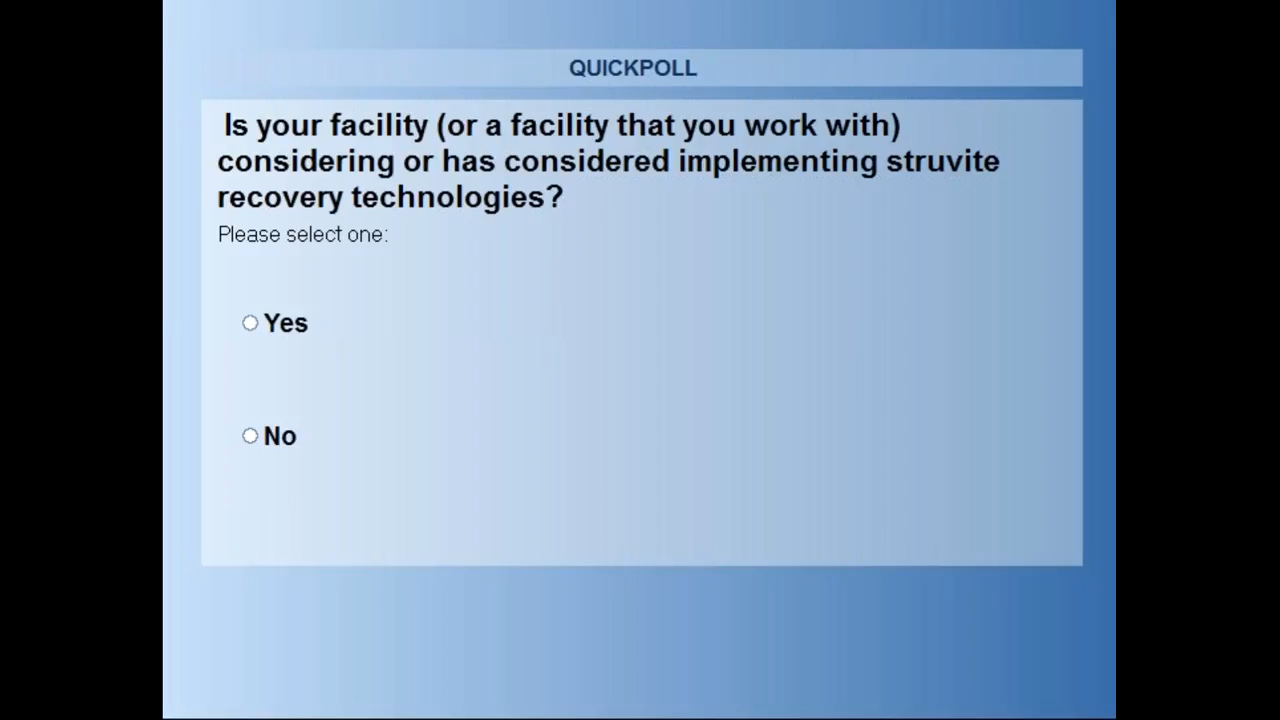 QUICKPOLL
Is your facility (or a facility that you work with)
considering or has considered implementing struvite
recovery technologies?
Please select one:
Yes
No